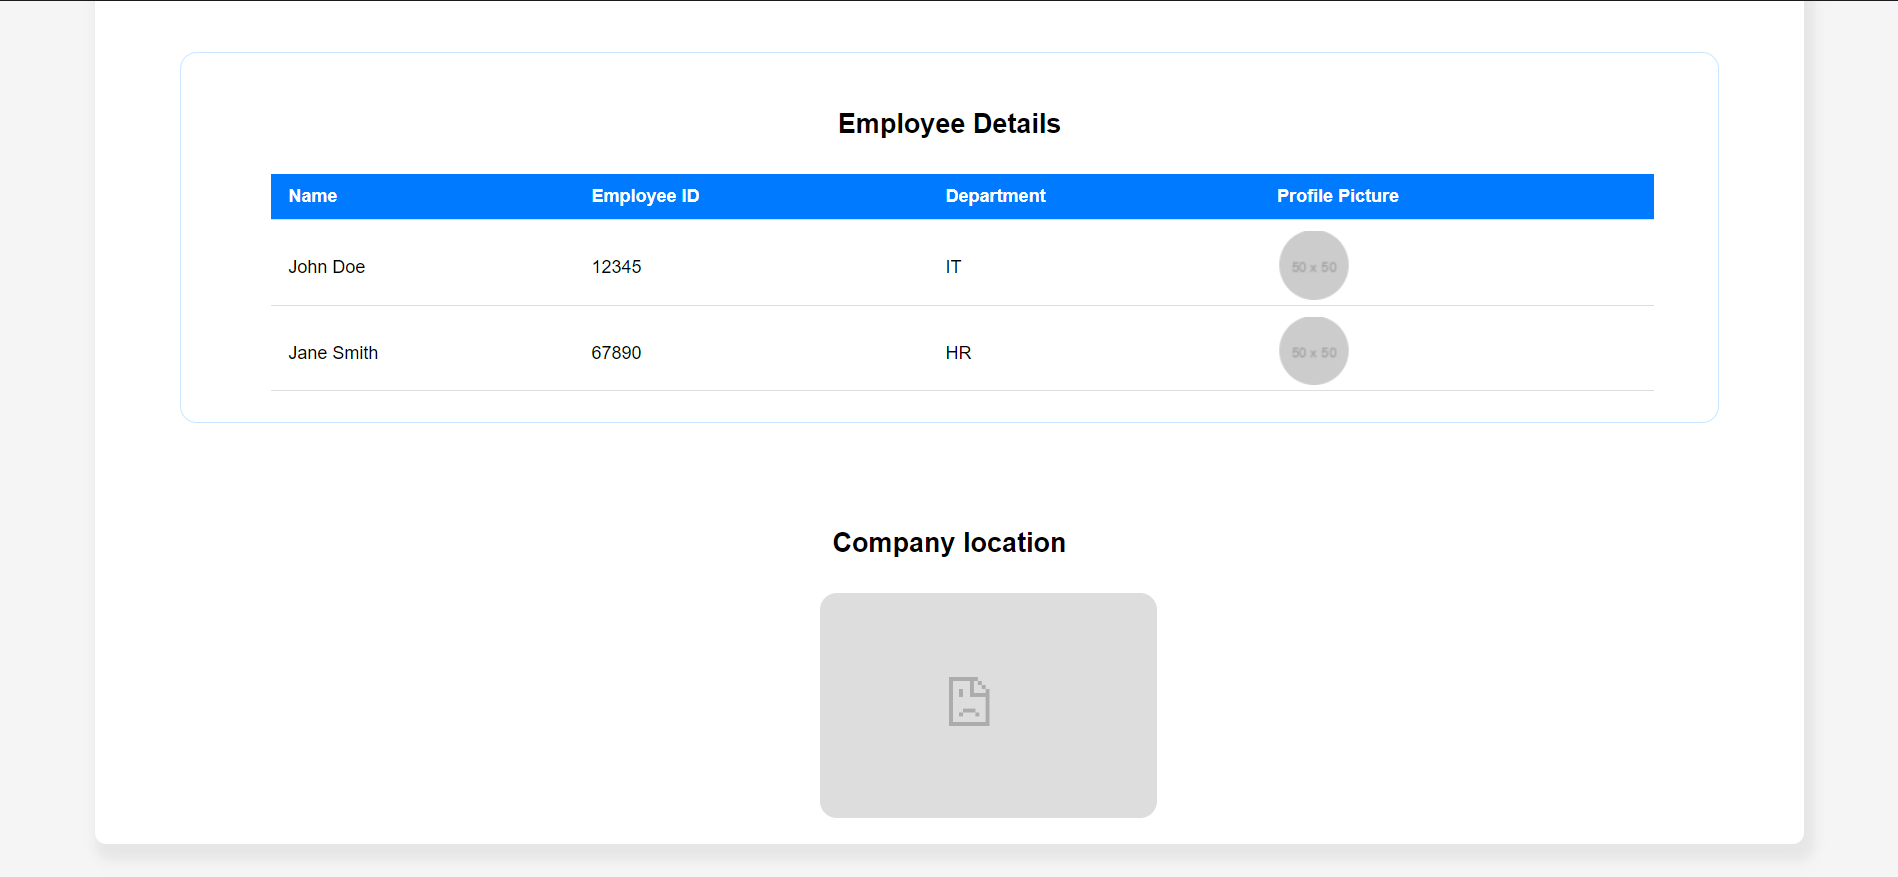 Employee Details
Name Employee ID Department Profile Picture
John Doe 12345 IT 50 x 50
Jane Smith 67890 HR 50 x 50
Company location